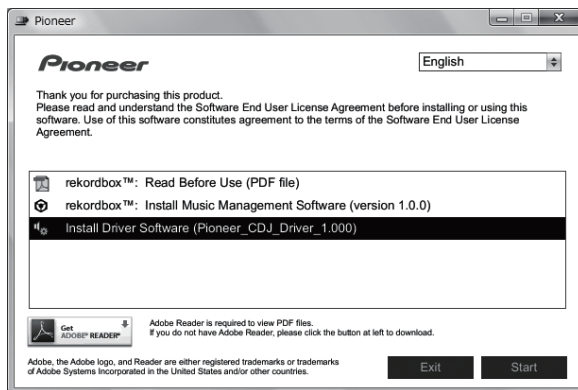 Pioneer
Pioneer
English
Thank you for purchasing this product.
Please read and understand the Software End User License Agreement before installing or using this
software. Use of this software constitutes agreement to the terms of the Software End User License
Agreement.
rekordbox™: Read Before Use (PDF file)
rekordbox™: Install Music Management Software (version 1.0.0)
Install Driver Software (Pioneer_CDJ_Driver_1.000)
Get
ADOBE® READER®
Adobe Reader is required to view PDF files.
If you do not have Adobe Reader, please click the button at left to download.
Adobe, the Adobe logo, and Reader are either registered trademarks or trademarks
of Adobe Systems Incorporated in the United States and/or other countries.
Exit
Start